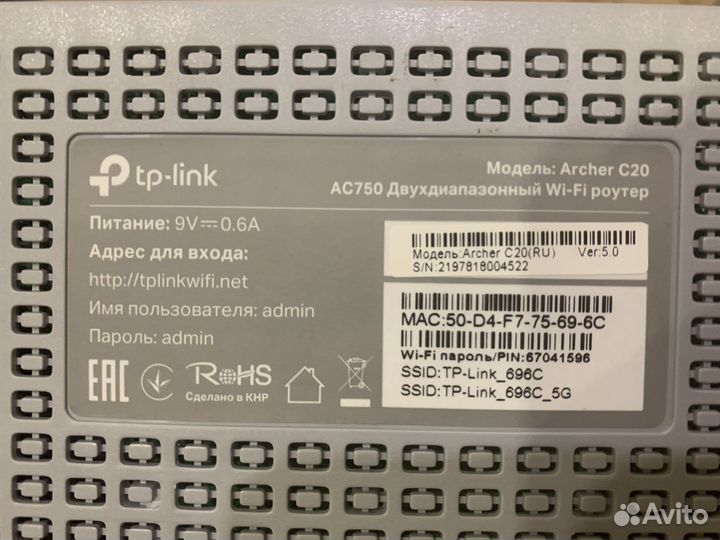 tp-link
Модель: Archer C20
AC750 Двухдиапазонный Wi-Fi роутер
Питание: 9V⎓0.6A
Адрес для входа:
http://tplinkwifi.net
Имя пользователя: admin
Пароль: admin
EAC
RoHS
Сделано в КНР
Модель:Archer C20(RU) Ver:5.0
S/N:2197818004522
MAC:50-D4-F7-75-69-6C
Wi-Fi пароль/PIN:67041596
SSID:TP-Link_696C
SSID:TP-Link_696C_5G
Avito